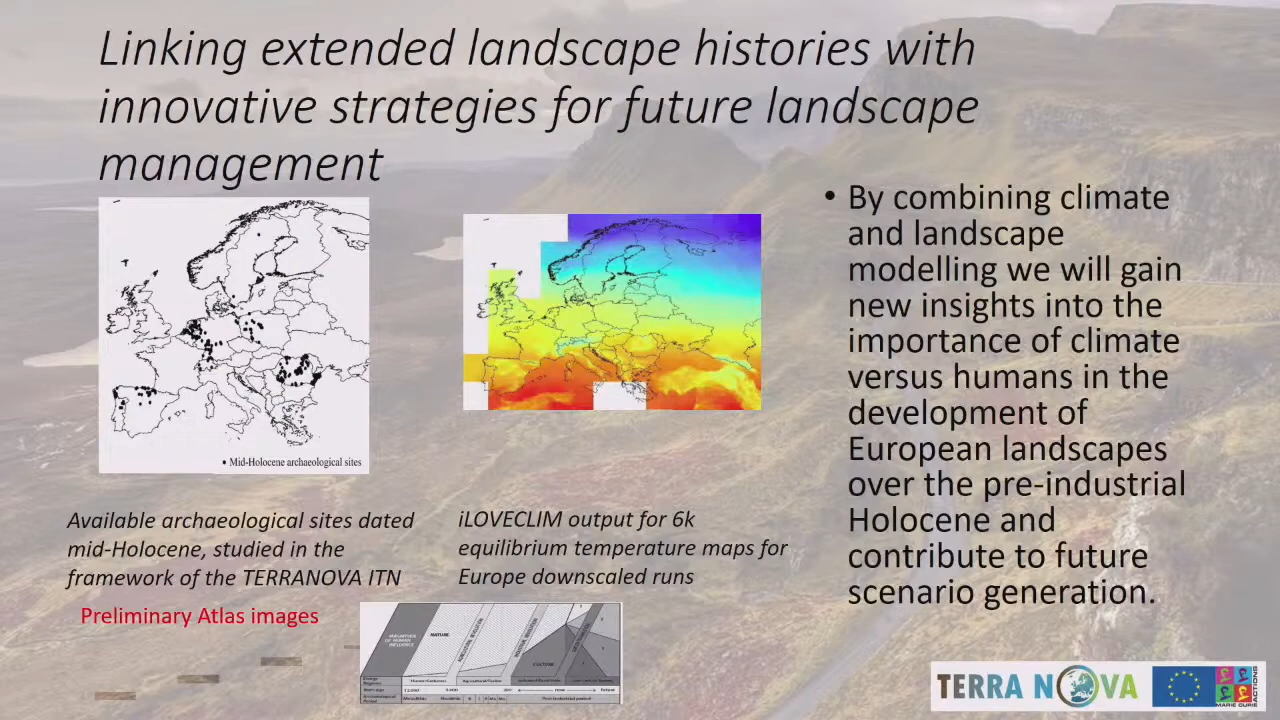 Linking extended landscape histories with
innovative strategies for future landscape
management
• Mid-Holocene archaeological sites
Available archaeological sites dated
mid-Holocene, studied in the
framework of the TERRANOVA ITN
Preliminary Atlas images
iLOVECLIM output for 6k
equilibrium temperature maps for
Europe downscaled runs
NATURE
CULTURE
• By combining climate
and landscape
modelling we will gain
new insights into the
importance of climate
versus humans in the
development of
European landscapes
over the pre-industrial
Holocene and
contribute to future
scenario generation.
TERRA NOVA
MARIE CURIE ACTIONS